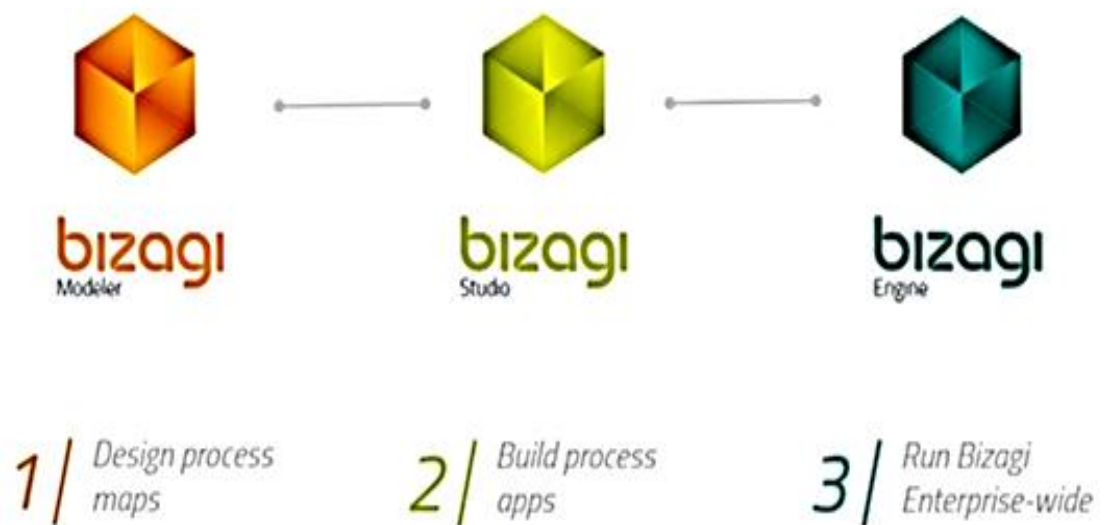 bizagi
Modeler
bizagi
Studio
bizagi
Engine
1
Design process
maps
2
Build process
apps
3
Run Bizagi
Enterprise-wide